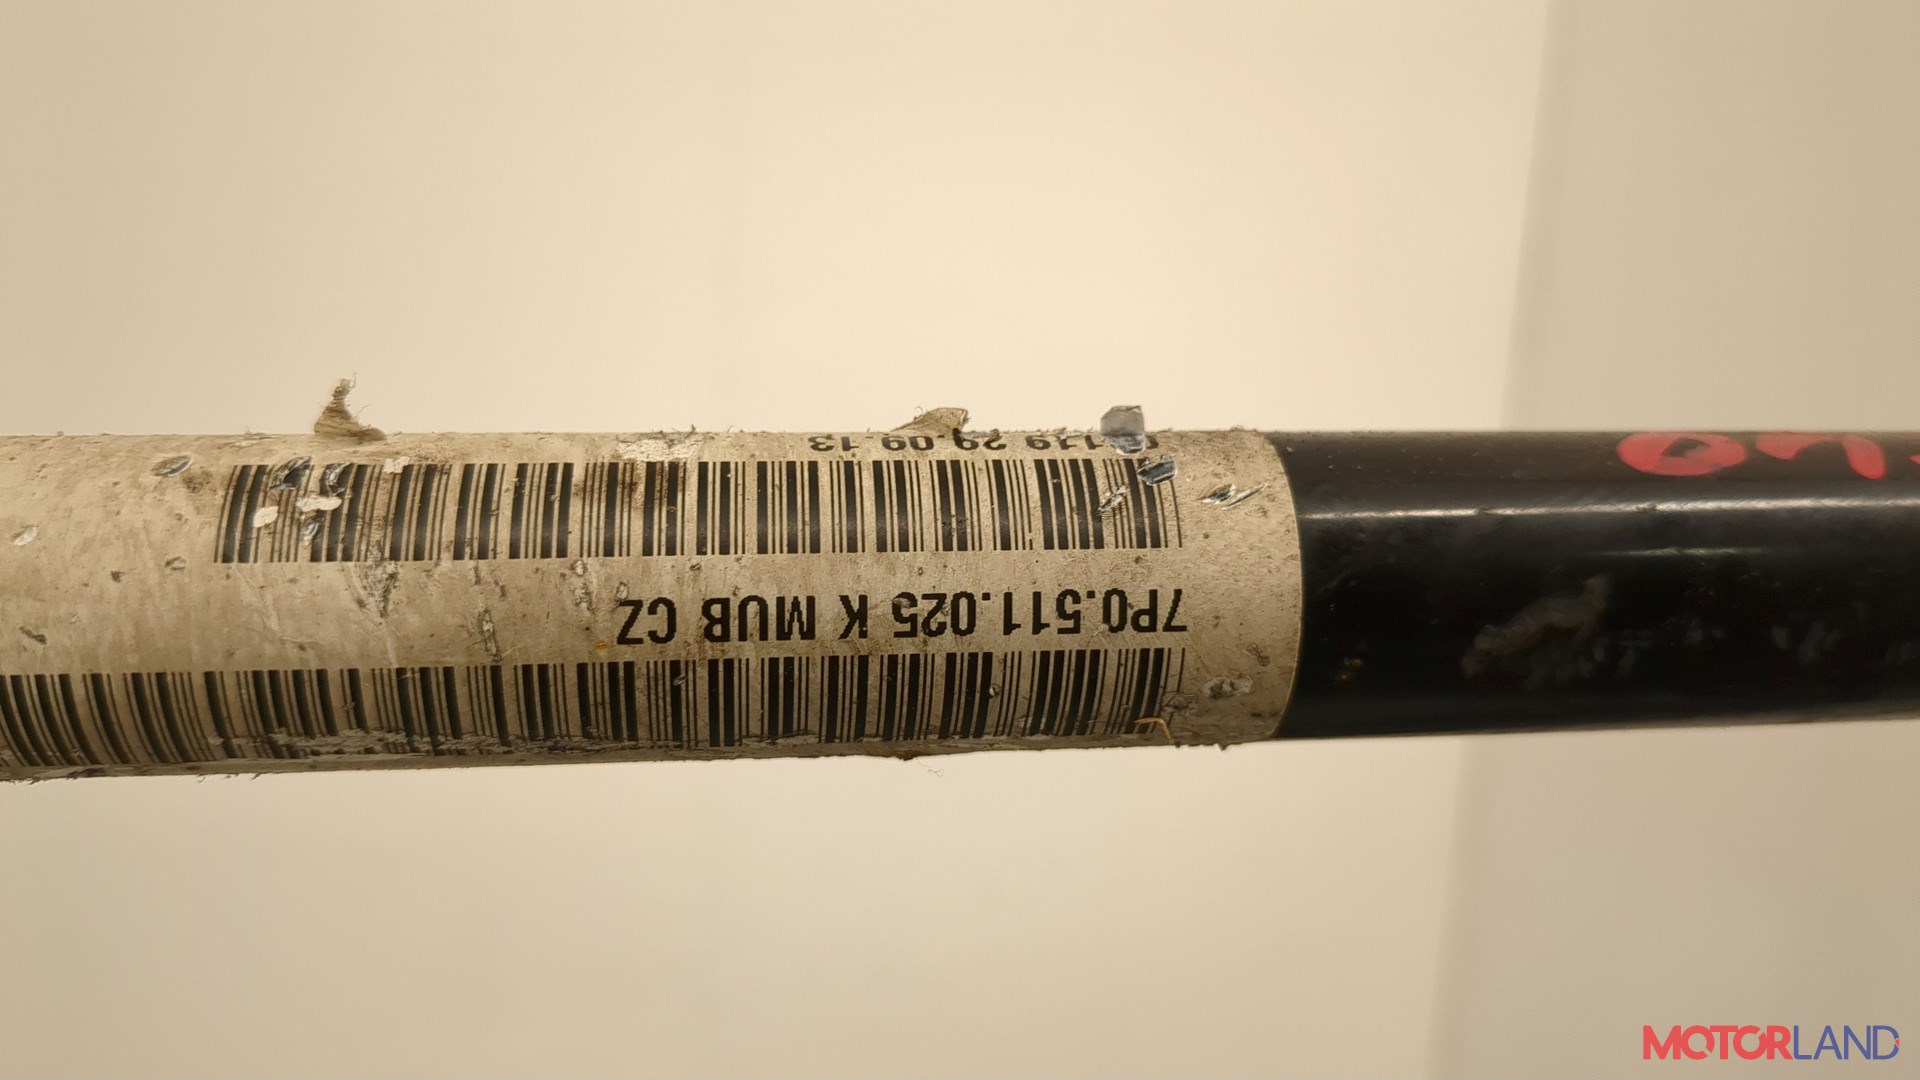 7P0.511.025 K MUB CZ
29.09.13
MOTORLAND